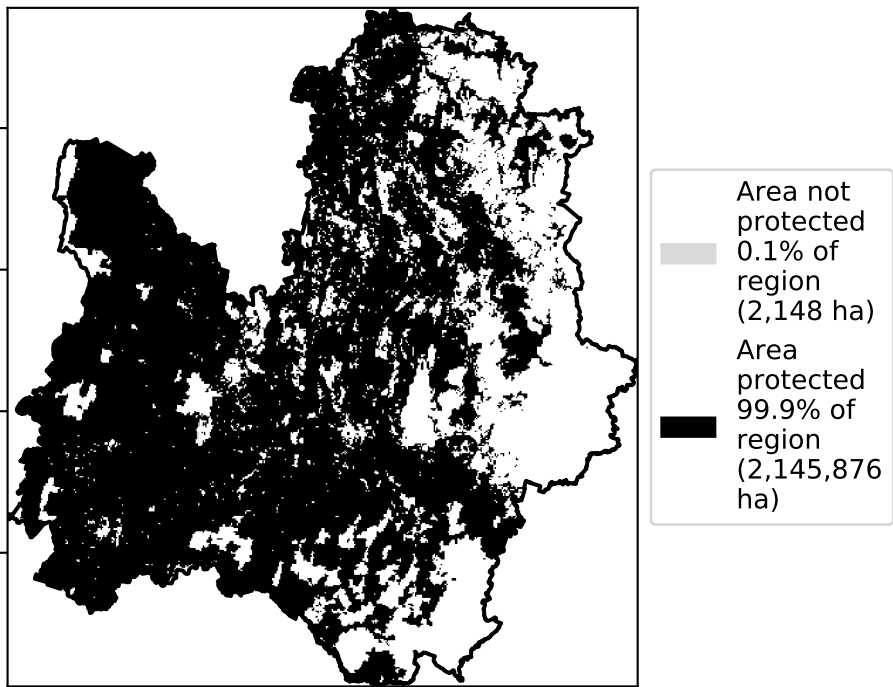 Area not
protected
0.1% of
region
(2,148 ha)
Area
protected
99.9% of
region
(2,145,876
ha)